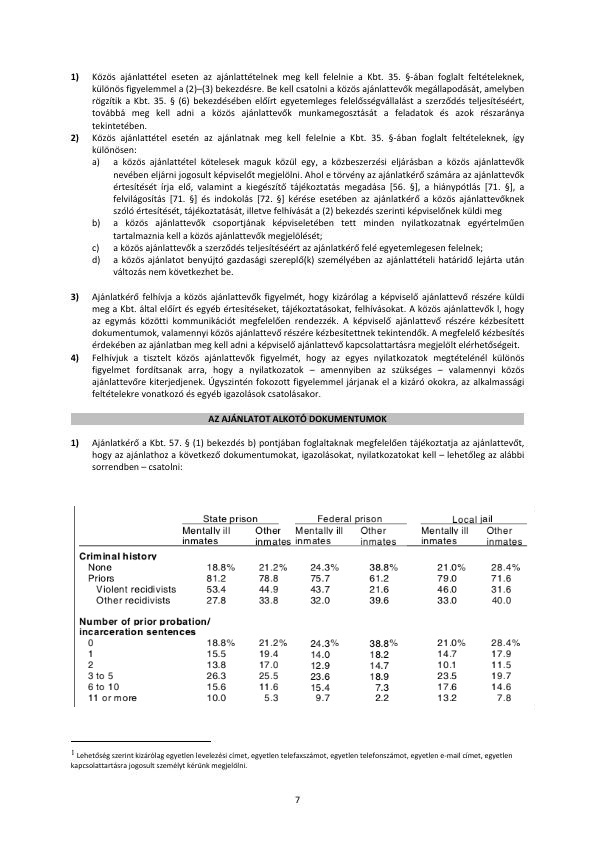 1) Közös ajánlattétel eseten az ajánlattételnek meg kell felelnie a Kbt. 35. §-ában foglalt feltételeknek,
különös figyelemmel a (2)–(3) bekezdésre. Be kell csatolni a közös ajánlattevők megállapodását, amelyben
rögzítik a Kbt. 35. § (6) bekezdésében előírt egyetemleges felelősségvállalást a szerződés teljesítéséért,
továbbá meg kell adni a közös ajánlattevők munkamegosztását a feladatok és azok részaránya
tekintetében.
2) Közös ajánlattétel esetén az ajánlatnak meg kell felelnie a Kbt. 35. §-ában foglalt feltételeknek, így
különösen:
a) a közös ajánlattétel kötelesek maguk közül egy, a közbeszerzési eljárásban a közös ajánlattevők
nevében eljárni jogosult képviselőt megjelölni. Ahol e törvény az ajánlatkérő számára az ajánlattevők
értesítését írja elő, valamint a kiegészítő tájékoztatás megadása [56. §], a hiánypótlás [71. §], a
felvilágosítás [71. §] és indokolás [72. §] kérése esetében az ajánlatkérő a közös ajánlattevőknek
szóló értesítését, tájékoztatását, illetve felhívását a (2) bekezdés szerinti képviselőnek küldi meg
b) a közös ajánlattevők csoportjának képviseletében tett minden nyilatkozatnak egyértelműen
tartalmaznia kell a közös ajánlattevők megjelölését;
c) a közös ajánlattevők a szerződés teljesítéséért az ajánlatkérő felé egyetemlegesen felelnek;
d) a közös ajánlatot benyújtó gazdasági szereplő(k) személyében az ajánlattételi határidő lejárta után
változás nem következhet be.
3) Ajánlatkérő felhívja a közös ajánlattevők figyelmét, hogy kizárólag a képviselő ajánlattevő részére küldi
meg a Kbt. által előírt és egyéb értesítéseket, tájékoztatásokat, felhívásokat. A közös ajánlattevők l, hogy
az egymás közötti kommunikációt megfelelően rendezzék. A képviselő ajánlattevő részére kézbesített
dokumentumok, valamennyi közös ajánlattevő részére kézbesítettnek tekintendők. A megfelelő kézbesítés
érdekében az ajánlatban meg kell adni a képviselő ajánlattevő kapcsolattartásra megjelölt elérhetőségeit.
4) Felhívjuk a tisztelt közös ajánlattevők figyelmét, hogy az egyes nyilatkozatok megtételénél különös
figyelmet fordítsanak arra, hogy a nyilatkozatok – amennyiben az szükséges – valamennyi közös
ajánlattevőre kiterjedjenek. Úgyszintén fokozott figyelemmel járjanak el a kizáró okokra, az alkalmassági
feltételekre vonatkozó és egyéb igazolások csatolásakor.
AZ AJÁNLATOT ALKOTÓ DOKUMENTUMOK
1) Ajánlatkérő a Kbt. 57. § (1) bekezdés b) pontjában foglaltaknak megfelelően tájékoztatja az ajánlattevőt,
hogy az ajánlathoz a következő dokumentumokat, igazolásokat, nyilatkozatokat kell – lehetőleg az alábbi
sorrendben – csatolni:
State prison Federal prison Local jail
Mentally ill Other Mentally ill Other Mentally ill Other
inmates inmates inmates inmates inmates inmates
Criminal history
None 18.8% 21.2% 24.3% 38.8% 21.0% 28.4%
Priors 81.2 78.8 75.7 61.2 79.0 71.6
Violent recidivists 53.4 44.9 43.7 21.6 46.0 31.6
Other recidivists 27.8 33.8 32.0 39.6 33.0 40.0
Number of prior probation/
incarceration sentences
0 18.8% 21.2% 24.3% 38.8% 21.0% 28.4%
1 15.5 19.4 14.0 18.2 14.7 17.9
2 13.8 17.0 12.9 14.7 10.1 11.5
3 to 5 26.3 25.5 23.6 18.9 23.5 19.7
6 to 10 15.6 11.6 15.4 7.3 17.6 14.6
11 or more 10.0 5.3 9.7 2.2 13.2 7.8
1 Lehetőség szerint kizárólag egyetlen levelezési címet, egyetlen telefaxszámot, egyetlen telefonszámot, egyetlen e-mail címet, egyetlen
kapcsolattartásra jogosult személyt kérünk megjelölni.
7